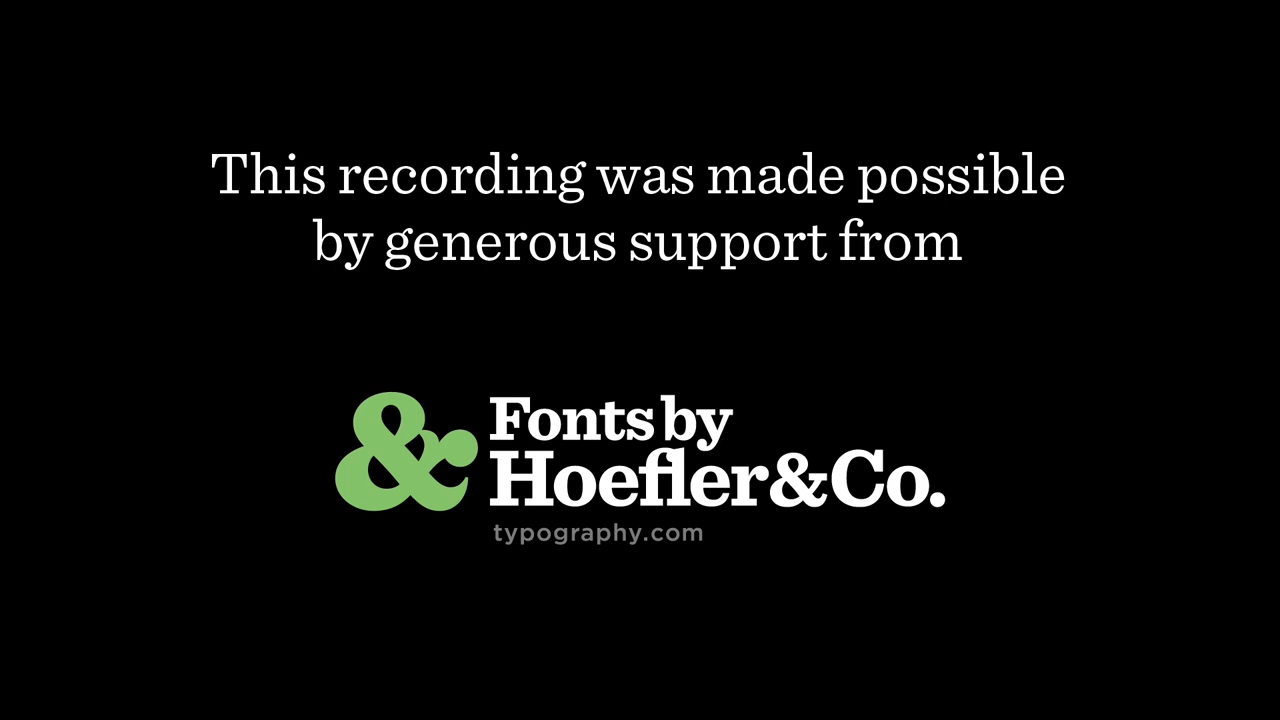 This recording was made possible
by generous support from
& Fonts by
Hoefler&Co.
typography.com